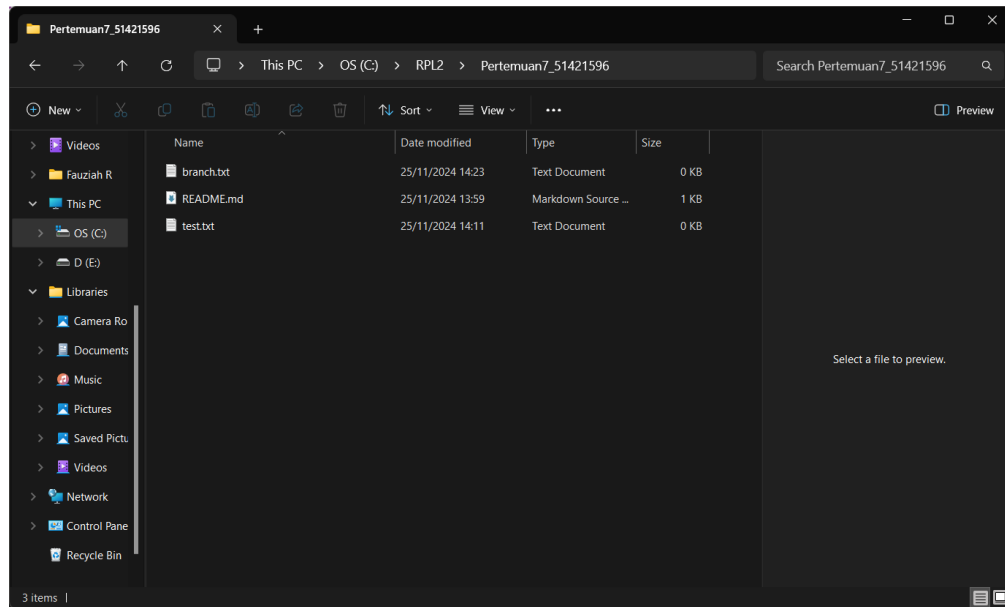 Pertemuan7_51421596
This PC > OS (C:) > RPL2 > Pertemuan7_51421596
Search Pertemuan7_51421596
New
Sort
View
Preview
Name
Date modified
Type
Size
branch.txt
25/11/2024 14:23
Text Document
0 KB
README.md
25/11/2024 13:59
Markdown Source ...
1 KB
test.txt
25/11/2024 14:11
Text Document
0 KB
Videos
Fauziah R
This PC
OS (C:)
D (E:)
Libraries
Camera Ro
Documents
Music
Pictures
Saved Pictu
Videos
Network
Control Pane
Recycle Bin
Select a file to preview.
3 items